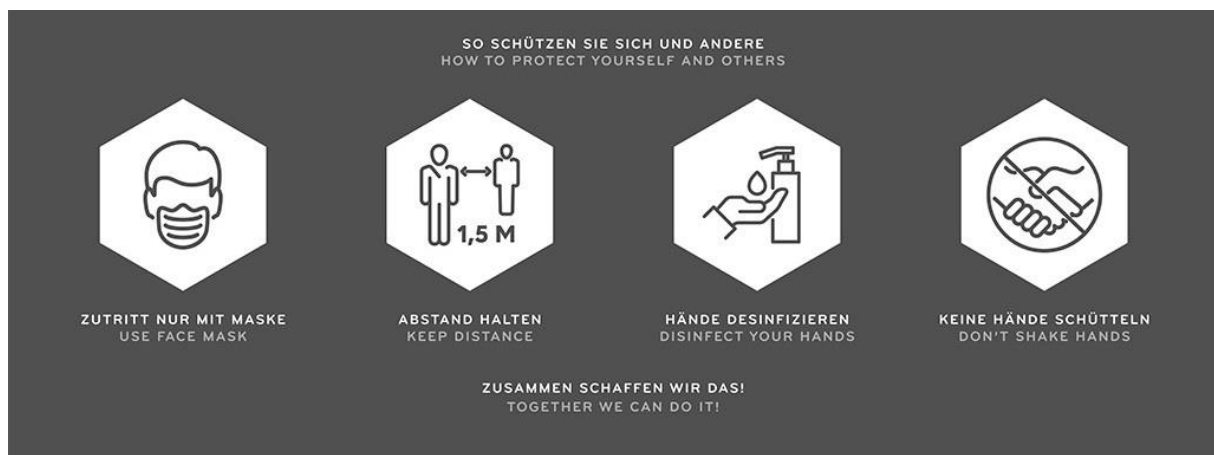 SO SCHÜTZEN SIE SICH UND ANDERE
HOW TO PROTECT YOURSELF AND OTHERS
1,5 M
ZUTRITT NUR MIT MASKE
USE FACE MASK
ABSTAND HALTEN
KEEP DISTANCE
HÄNDE DESINFIZIEREN
DISINFECT YOUR HANDS
KEINE HÄNDE SCHÜTTELN
DON'T SHAKE HANDS
ZUSAMMEN SCHAFFEN WIR DAS!
TOGETHER WE CAN DO IT!